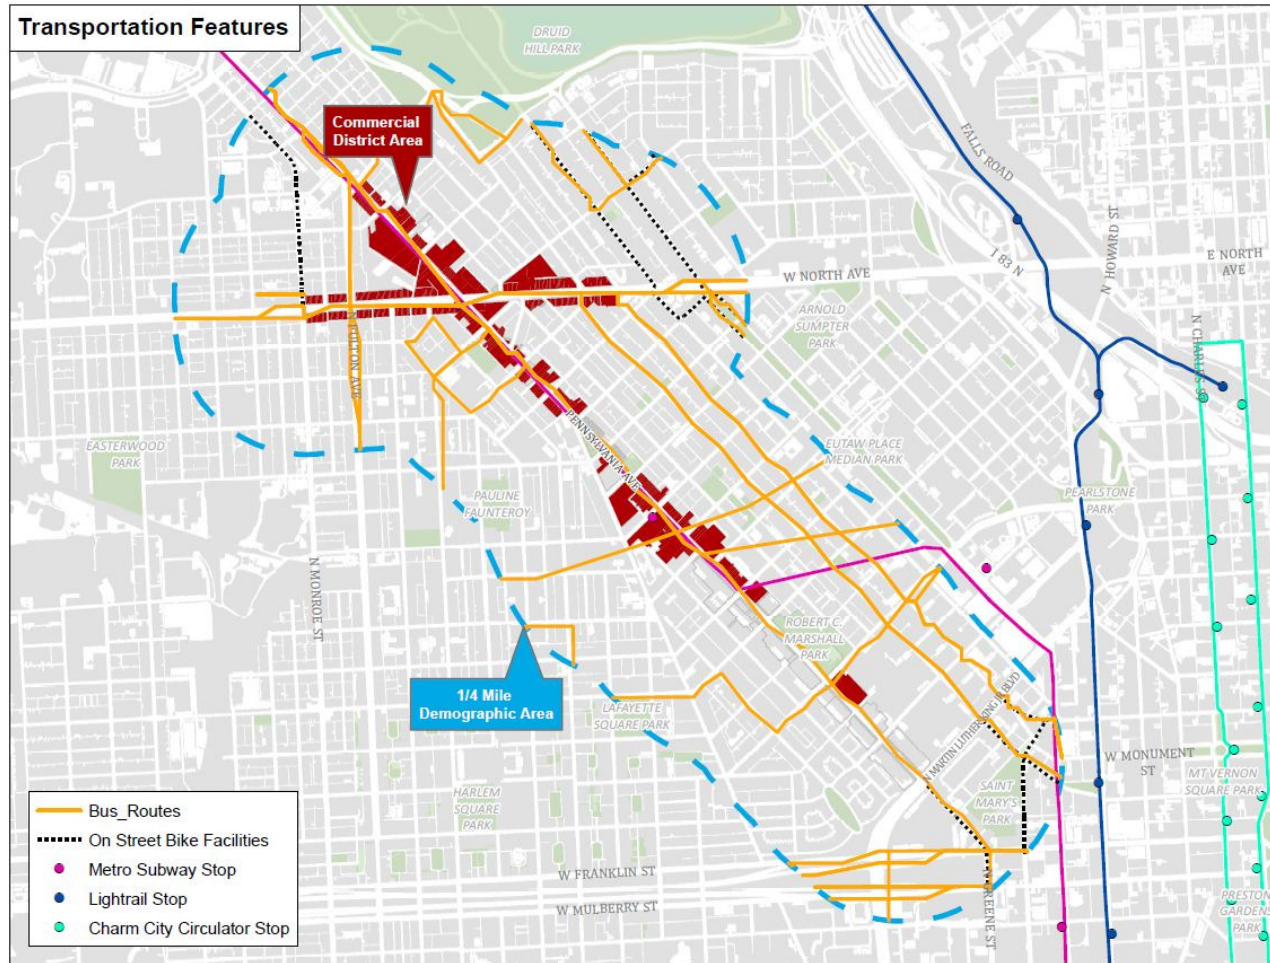 Transportation Features
DRUID
HILL PARK
Commercial
District Area
FALLS ROAD
I 83 N
N HOWARD ST
E NORTH
AVE
W NORTH AVE
ARNOLD
SUMPTER
PARK
N CHARLES ST
N FULTON AVE
PENNSYLVANIA AVE
EASTERWOOD
PARK
EUTAW PLACE
MEDIAN PARK
PAULINE
FAUNTEROY
PEARLSTONE
PARK
N MONROE ST
ROBERT C.
MARSHALL
PARK
1/4 Mile
Demographic Area
LAFAYETTE
SQUARE PARK
N MARTIN LUTHER KING JR BLVD
W MONUMENT
ST
MT VERNON
SQUARE PARK
HARLEM
SQUARE
PARK
SAINT
MARY'S
PARK
W FRANKLIN ST
W MULBERRY ST
N GREENE ST
PRESTON
GARDENS
PARK
Bus_Routes
On Street Bike Facilities
Metro Subway Stop
Lightrail Stop
Charm City Circulator Stop